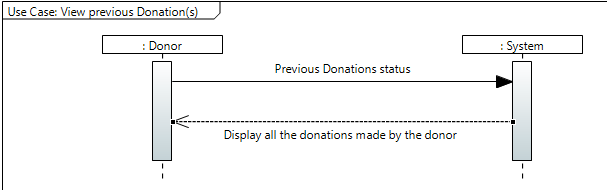 Use Case: View previous Donation(s)
: Donor
: System
Previous Donations status
Display all the donations made by the donor